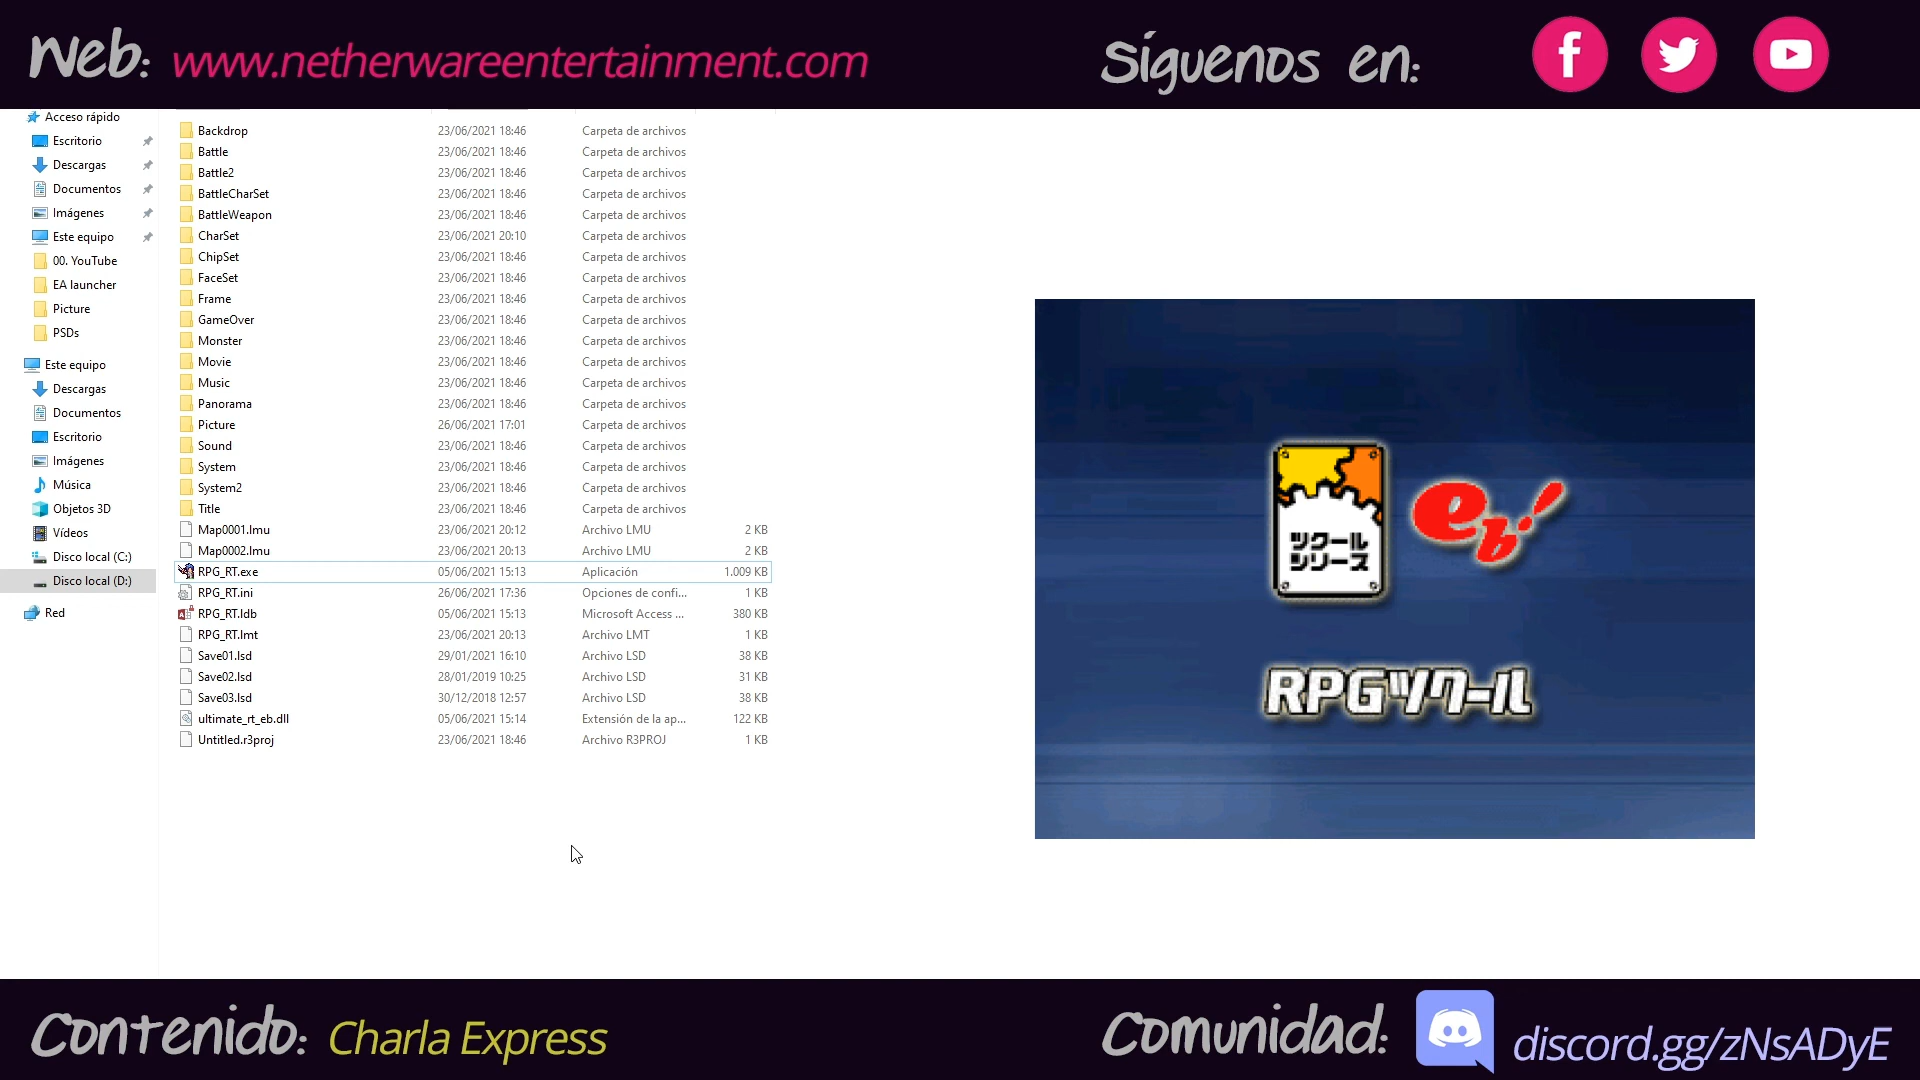 Web: www.netherwareentertainment.com
Síguenos en:
Acceso rápido
Escritorio
Descargas
Documentos
Imágenes
Este equipo
00. YouTube
EA launcher
Picture
PSDs
Este equipo
Descargas
Documentos
Escritorio
Imágenes
Música
Objetos 3D
Vídeos
Disco local (C:)
Disco local (D:)
Red
Backdrop 23/06/2021 18:46 Carpeta de archivos
Battle 23/06/2021 18:46 Carpeta de archivos
Battle2 23/06/2021 18:46 Carpeta de archivos
BattleCharSet 23/06/2021 18:46 Carpeta de archivos
BattleWeapon 23/06/2021 18:46 Carpeta de archivos
CharSet 23/06/2021 20:10 Carpeta de archivos
ChipSet 23/06/2021 18:46 Carpeta de archivos
FaceSet 23/06/2021 18:46 Carpeta de archivos
Frame 23/06/2021 18:46 Carpeta de archivos
GameOver 23/06/2021 18:46 Carpeta de archivos
Monster 23/06/2021 18:46 Carpeta de archivos
Movie 23/06/2021 18:46 Carpeta de archivos
Music 23/06/2021 18:46 Carpeta de archivos
Panorama 23/06/2021 18:46 Carpeta de archivos
Picture 26/06/2021 17:01 Carpeta de archivos
Sound 23/06/2021 18:46 Carpeta de archivos
System 23/06/2021 18:46 Carpeta de archivos
System2 23/06/2021 18:46 Carpeta de archivos
Title 23/06/2021 18:46 Carpeta de archivos
Map0001.lmu 23/06/2021 20:12 Archivo LMU 2 KB
Map0002.lmu 23/06/2021 20:13 Archivo LMU 2 KB
RPG_RT.exe 05/06/2021 15:13 Aplicación 1.009 KB
RPG_RT.ini 26/06/2021 17:36 Opciones de confi... 1 KB
RPG_RT.ldb 05/06/2021 15:13 Microsoft Access ... 380 KB
RPG_RT.lmt 23/06/2021 20:13 Archivo LMT 1 KB
Save01.lsd 29/01/2021 16:10 Archivo LSD 38 KB
Save02.lsd 28/01/2019 10:25 Archivo LSD 31 KB
Save03.lsd 30/12/2018 12:57 Archivo LSD 38 KB
ultimate_rt_eb.dll 05/06/2021 15:14 Extensión de la ap... 122 KB
Untitled.r3proj 23/06/2021 18:46 Archivo R3PROJ 1 KB
ツクール
シリーズ
eb!
RPGツクール
Contenido: Charla Express
Comunidad: discord.gg/zNsADyE